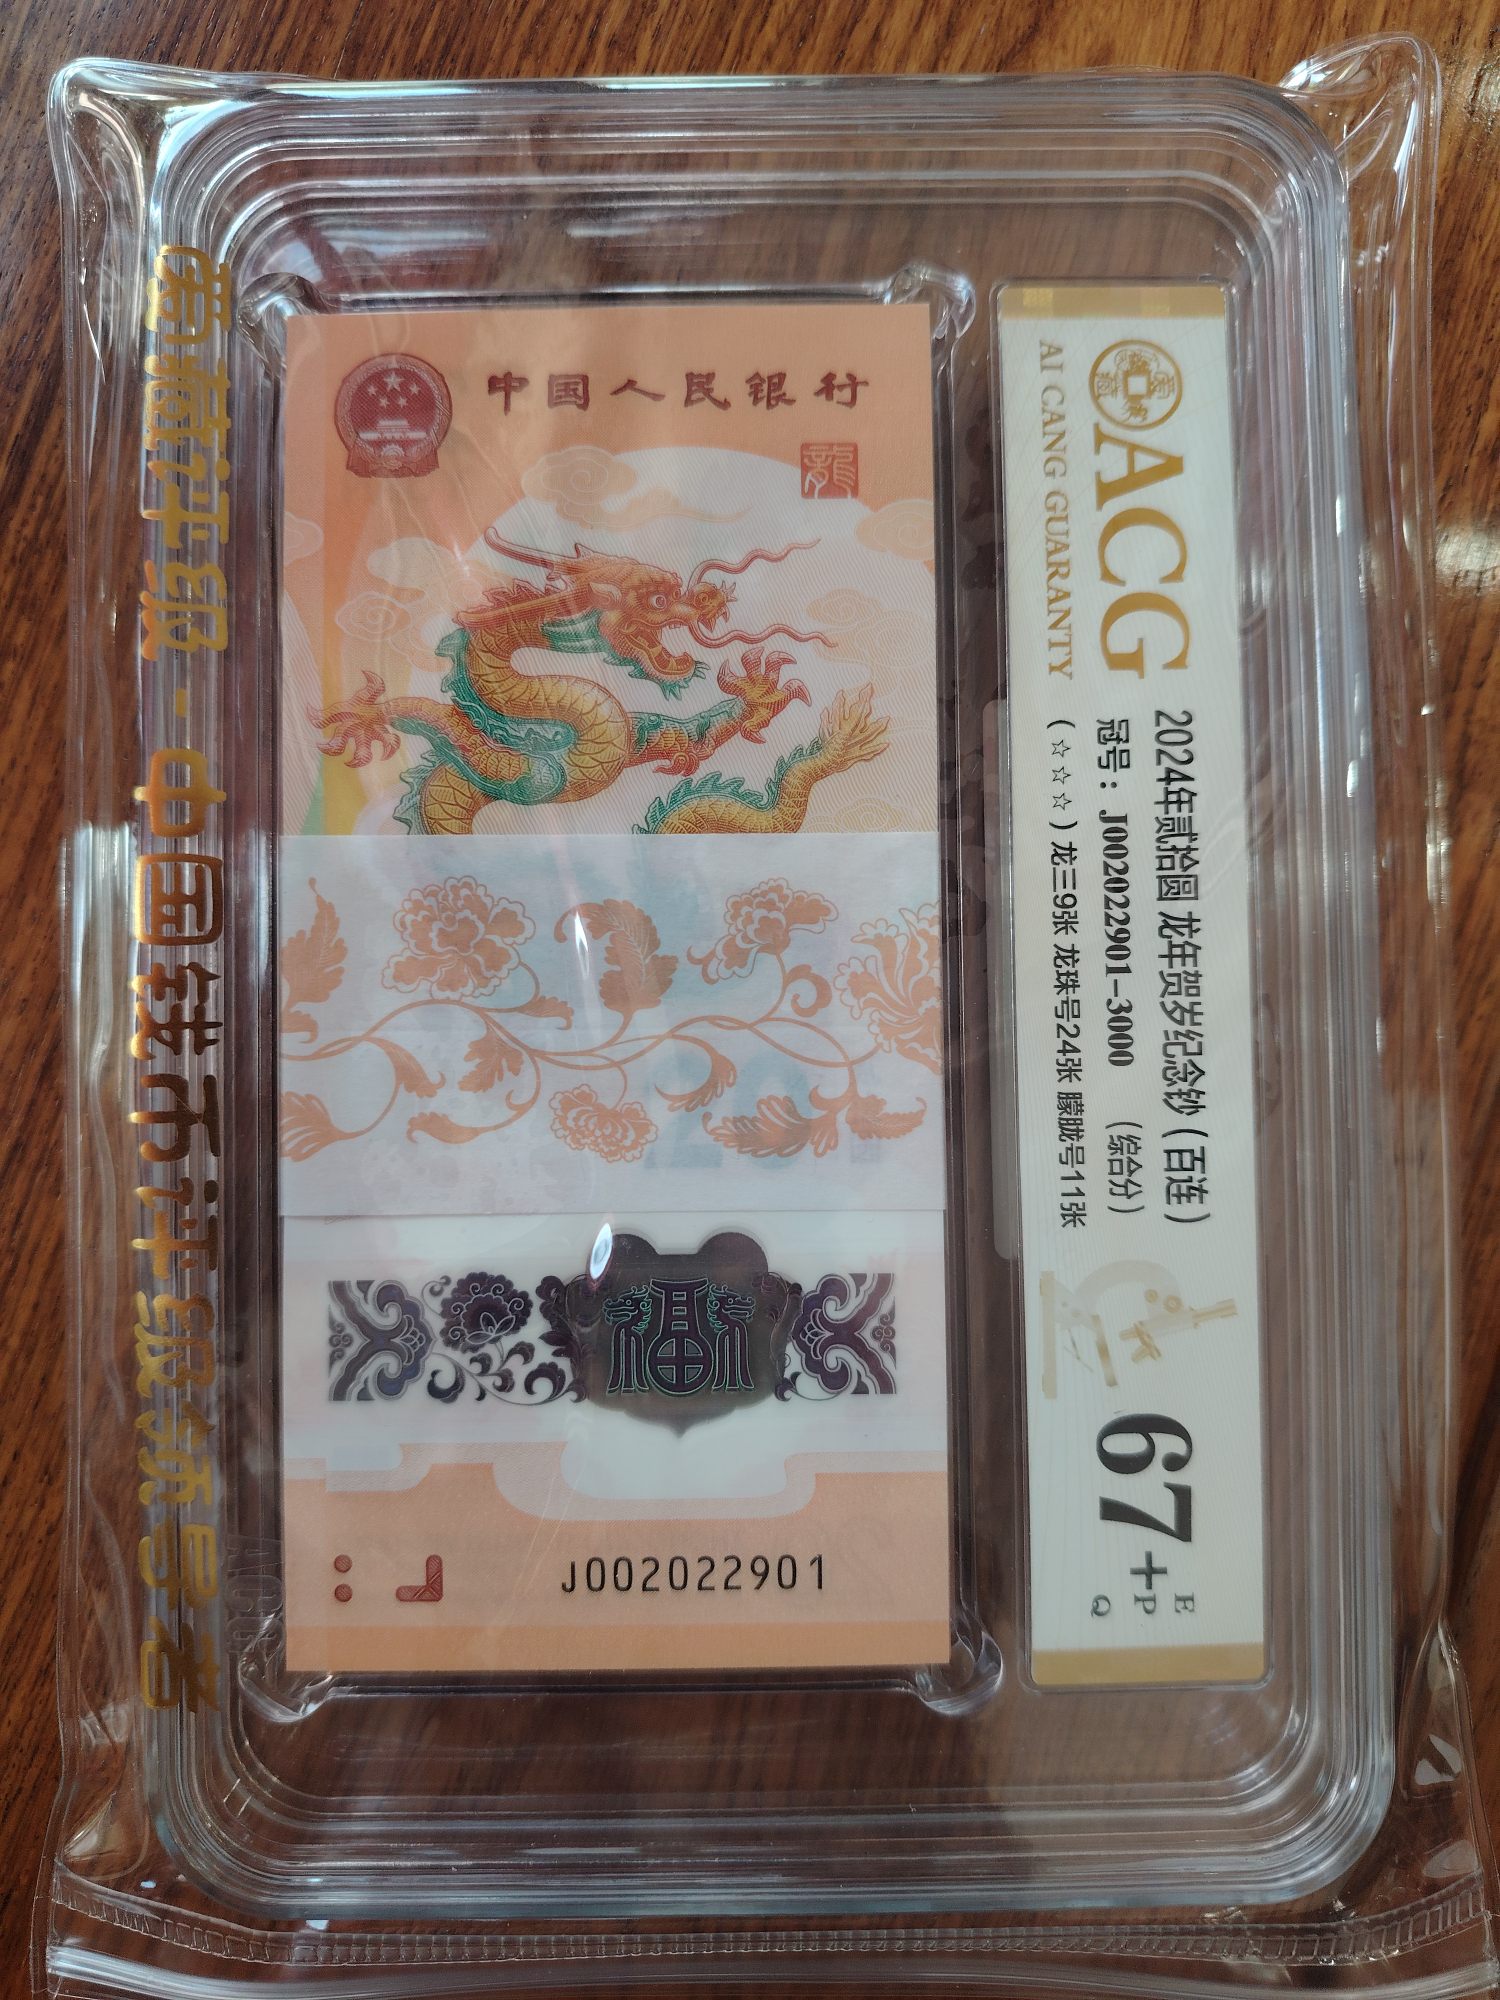 爱藏评级-中国钱币评级领导者
中国人民银行
龍
福
J002022901
ACG
AI CANG GUARANTY
2024年贰拾圆 龙年贺岁纪念钞(百连)
冠号:J002022901-3000 (综合分)
(☆☆☆)龙三9张 龙珠号24张 朦胧号11张
67+
E
P
Q